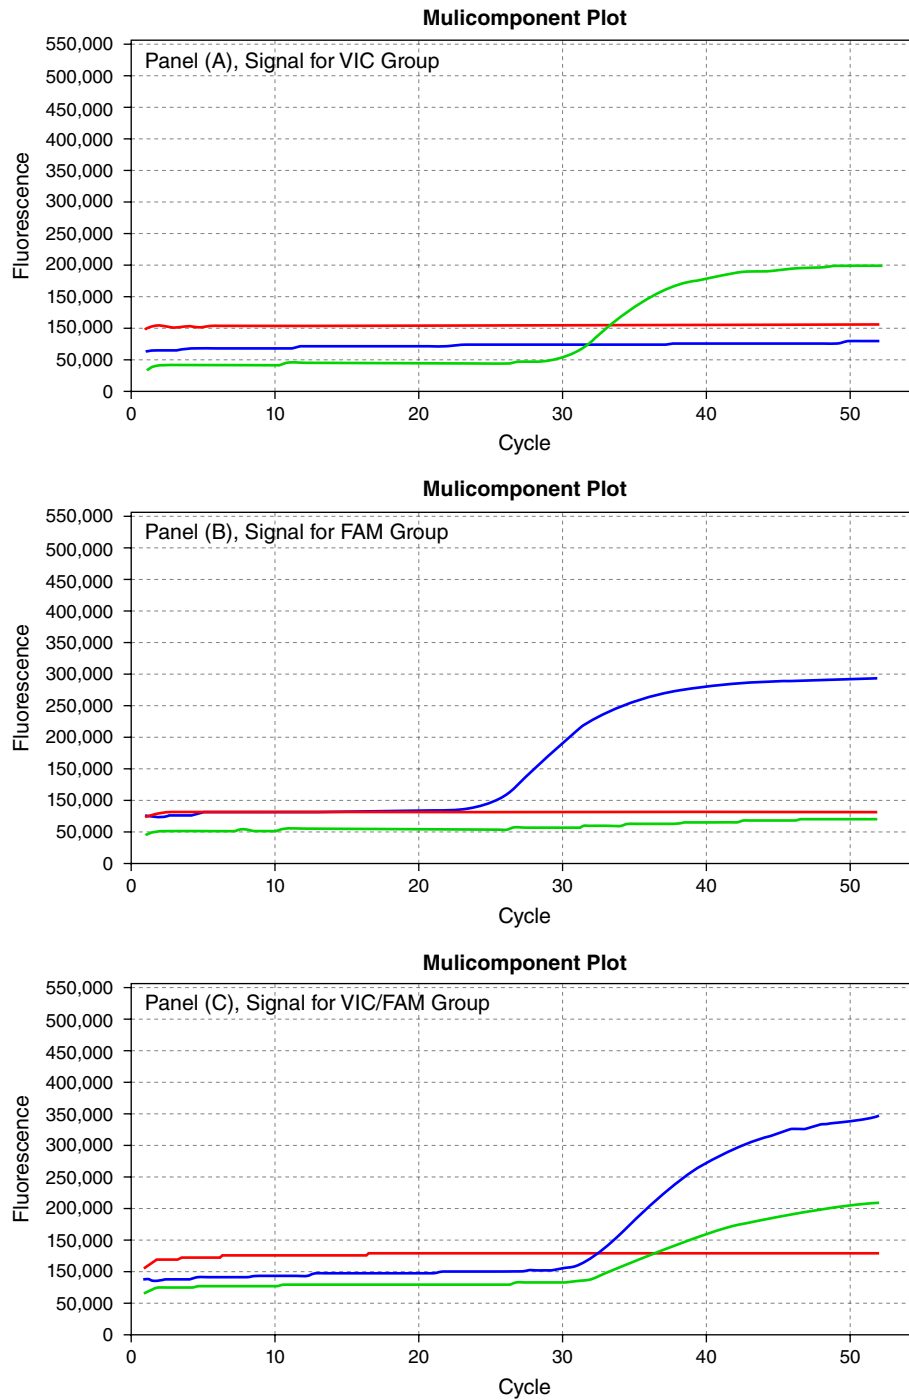 Mulicomponent Plot
Panel (A), Signal for VIC Group
Fluorescence
550,000
500,000
450,000
400,000
350,000
300,000
250,000
200,000
150,000
150,000
50,000
0
0 10 20 30 40 50
Cycle
Mulicomponent Plot
Panel (B), Signal for FAM Group
Fluorescence
550,000
500,000
450,000
400,000
350,000
300,000
250,000
200,000
150,000
150,000
50,000
0
0 10 20 30 40 50
Cycle
Mulicomponent Plot
Panel (C), Signal for VIC/FAM Group
Fluorescence
550,000
500,000
450,000
400,000
350,000
300,000
250,000
200,000
150,000
150,000
50,000
0
0 10 20 30 40 50
Cycle